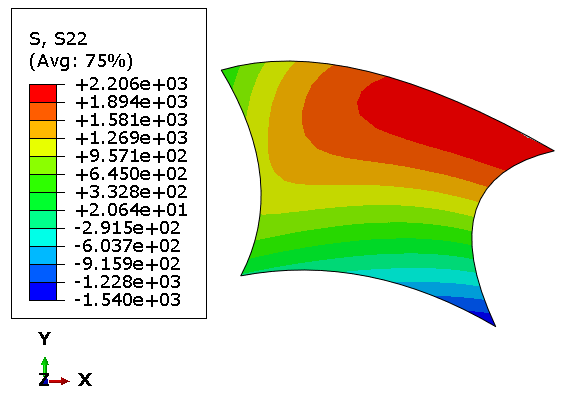 S, S22
(Avg: 75%)
+2.206e+03
+1.894e+03
+1.581e+03
+1.269e+03
+9.571e+02
+6.450e+02
+3.328e+02
+2.064e+01
-2.915e+02
-6.037e+02
-9.159e+02
-1.228e+03
-1.540e+03
Y
Z X